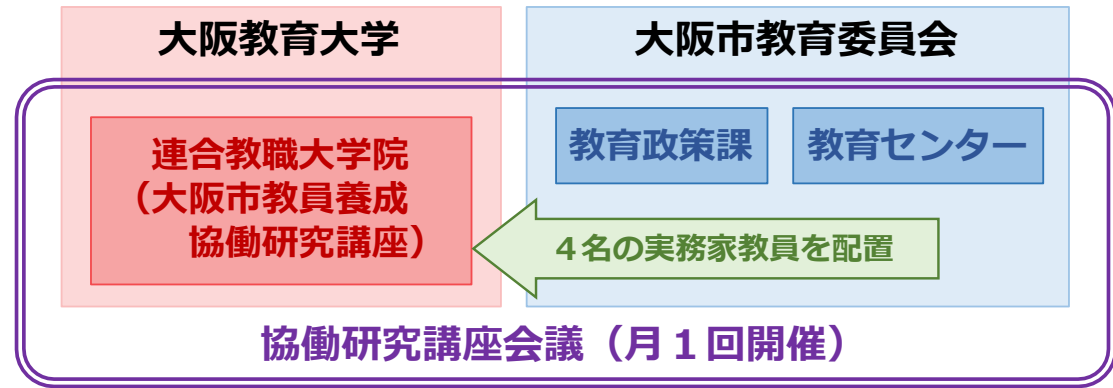 大阪教育大学
大阪市教育委員会
連合教職大学院
（大阪市教員養成
協働研究講座）
教育政策課
教育センター
４名の実務家教員を配置
協働研究講座会議（月１回開催）